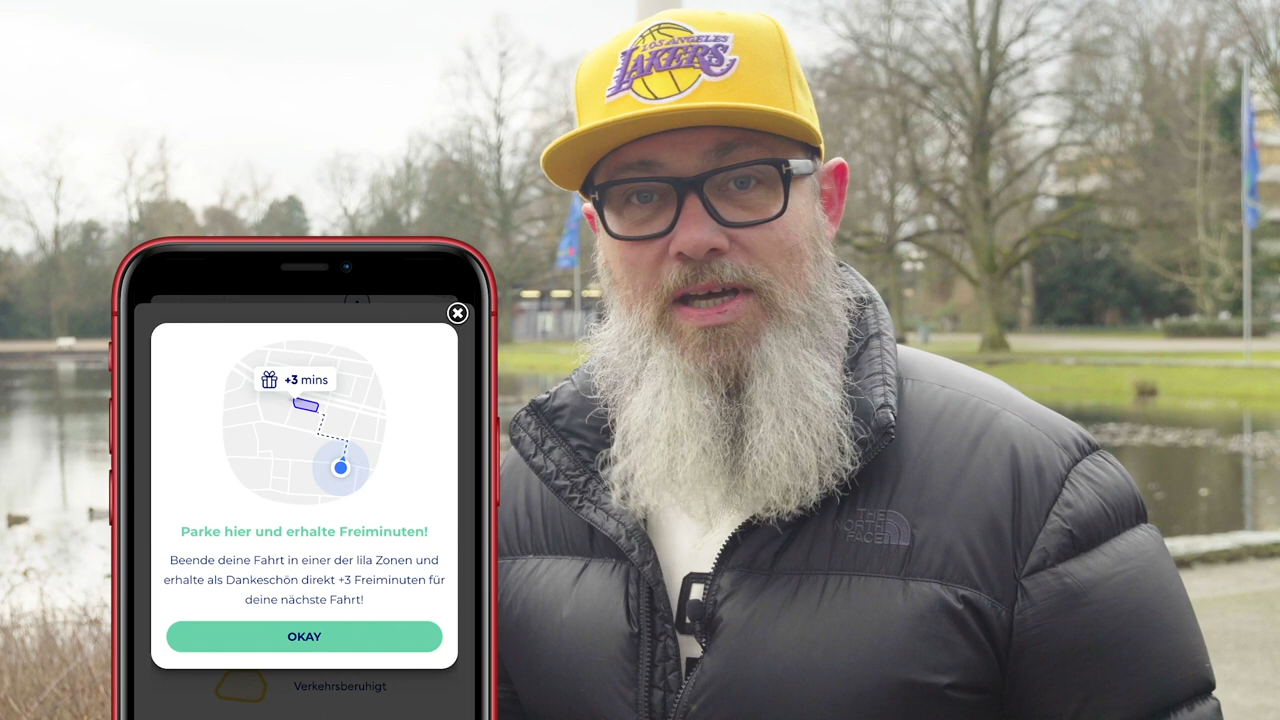 LOS ANGELES
LAKERS
+3 mins
Parke hier und erhalte Freiminuten!
Beende deine Fahrt in einer der lila Zonen und
erhalte als Dankeschön direkt +3 Freiminuten für
deine nächste Fahrt!
OKAY
Verkehrsberuhigt
THE
NORTH
FACE